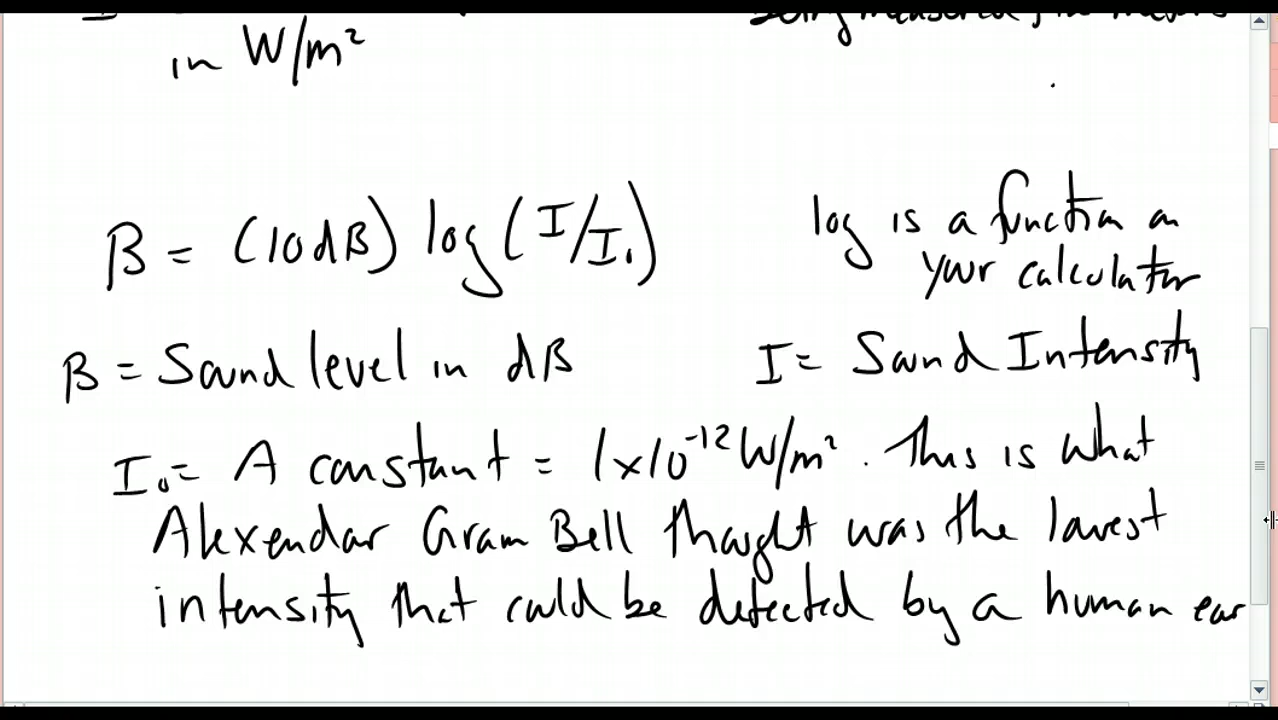 in W/m²
β = (10 dB) log (I/I₀)
log is a function on
your calculator
β = Sound level in dB
I = Sound Intensity
I₀ = A constant = 1x10⁻¹² W/m². This is what
Alexendar Gram Bell thought was the lowest
intensity that could be detected by a human ear